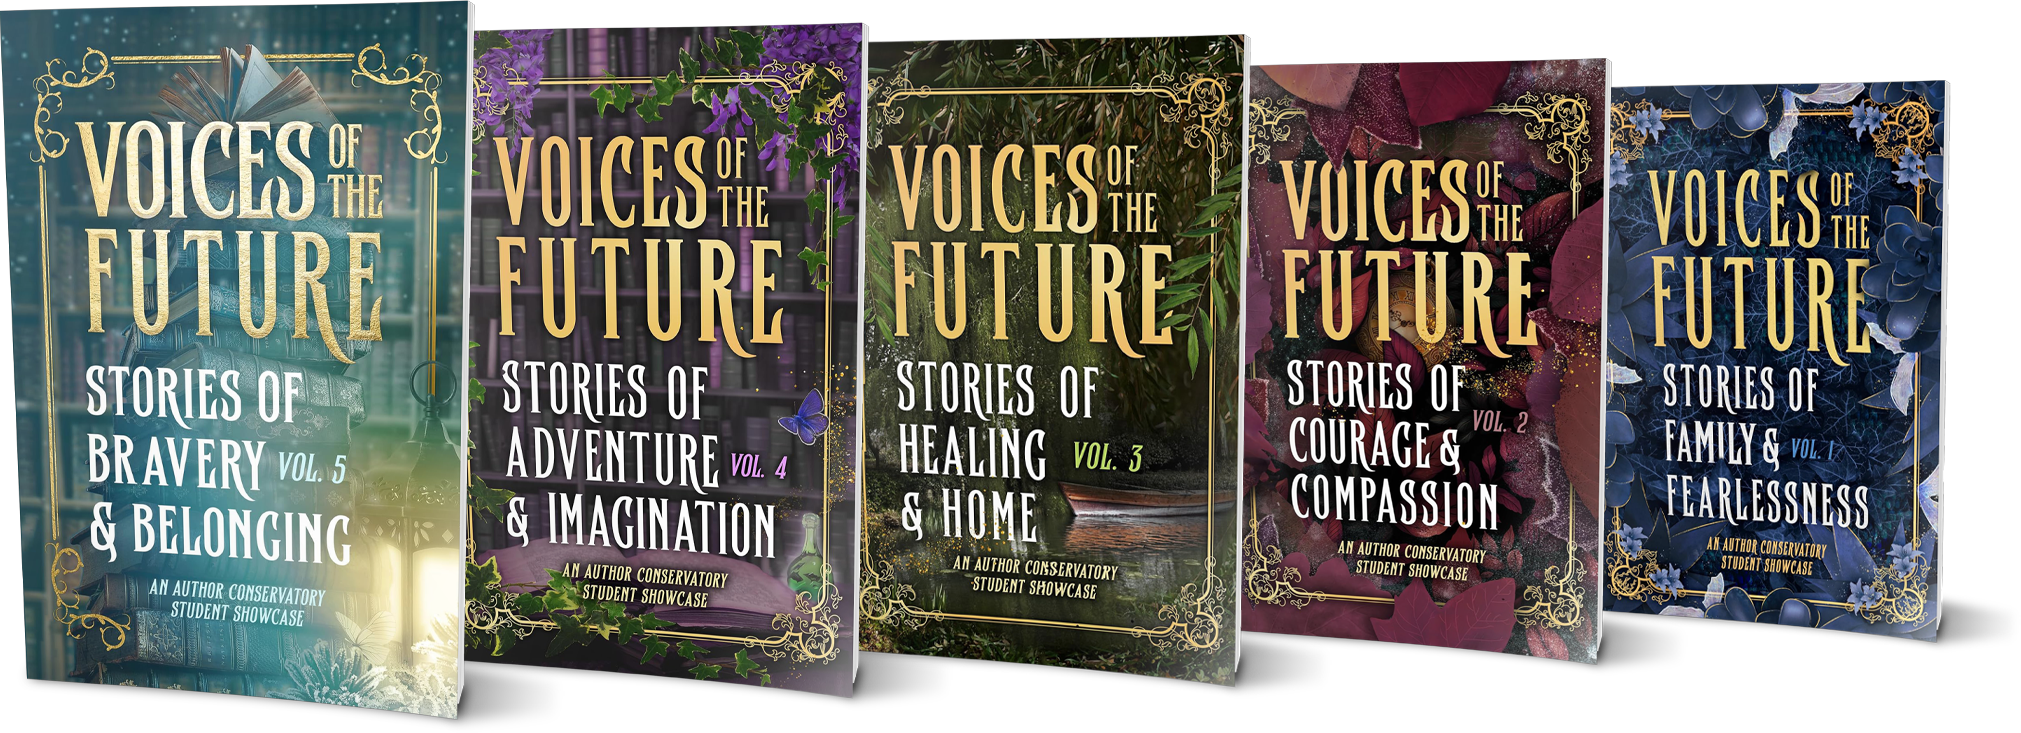 VOICES OF THE
FUTURE
STORIES OF
BRAVERY VOL. 5
& BELONGING
AN AUTHOR CONSERVATORY
STUDENT SHOWCASE
VOICES OF THE
FUTURE
STORIES OF
ADVENTURE VOL. 4
& IMAGINATION
AN AUTHOR CONSERVATORY
STUDENT SHOWCASE
VOICES OF THE
FUTURE
STORIES OF
HEALING VOL. 3
& HOME
AN AUTHOR CONSERVATORY
STUDENT SHOWCASE
VOICES OF THE
FUTURE
STORIES OF
COURAGE & VOL. 2
COMPASSION
AN AUTHOR CONSERVATORY
STUDENT SHOWCASE
VOICES OF THE
FUTURE
STORIES OF
FAMILY & VOL. 1
FEARLESSNESS
AN AUTHOR CONSERVATORY
STUDENT SHOWCASE